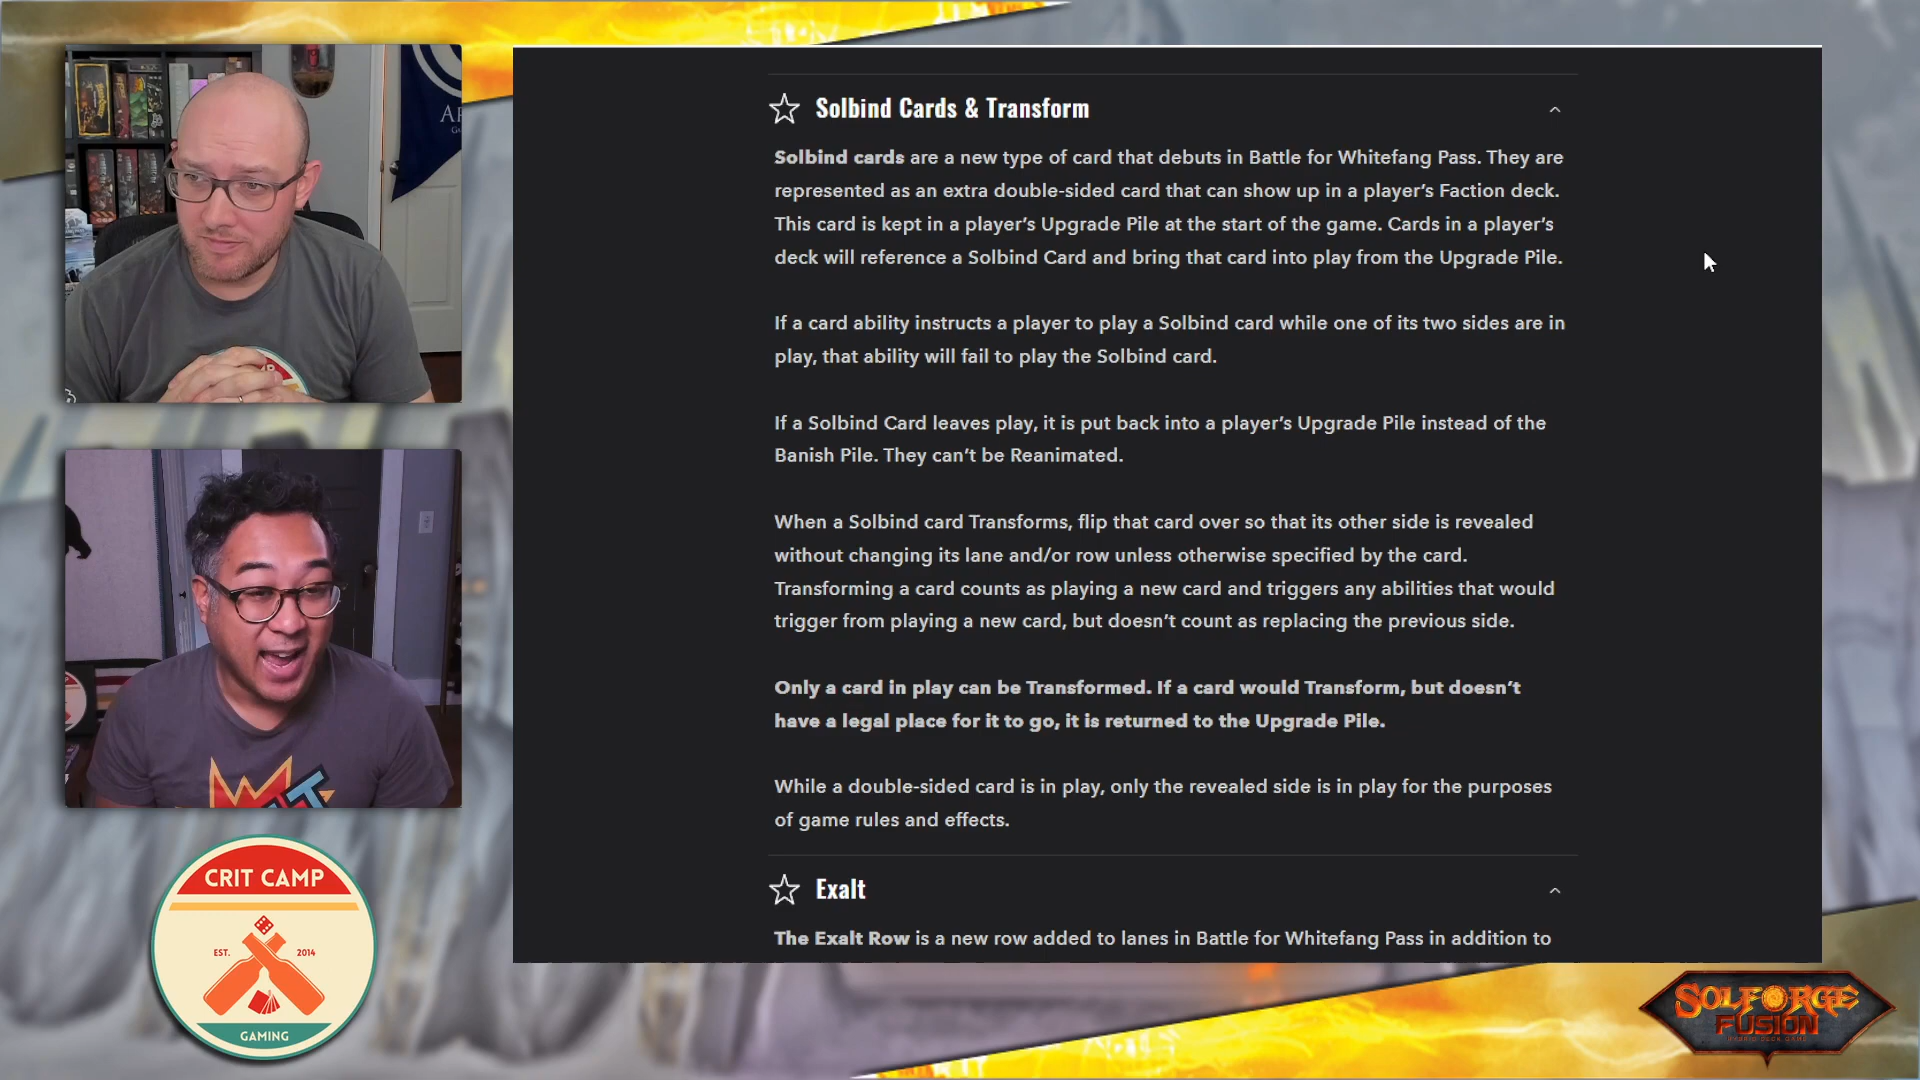 Solbind Cards & Transform
Solbind cards are a new type of card that debuts in Battle for Whitefang Pass. They are
represented as an extra double-sided card that can show up in a player's Faction deck.
This card is kept in a player's Upgrade Pile at the start of the game. Cards in a player's
deck will reference a Solbind Card and bring that card into play from the Upgrade Pile.
If a card ability instructs a player to play a Solbind card while one of its two sides are in
play, that ability will fail to play the Solbind card.
If a Solbind Card leaves play, it is put back into a player's Upgrade Pile instead of the
Banish Pile. They can't be Reanimated.
When a Solbind card Transforms, flip that card over so that its other side is revealed
without changing its lane and/or row unless otherwise specified by the card.
Transforming a card counts as playing a new card and triggers any abilities that would
trigger from playing a new card, but doesn't count as replacing the previous side.
Only a card in play can be Transformed. If a card would Transform, but doesn't
have a legal place for it to go, it is returned to the Upgrade Pile.
While a double-sided card is in play, only the revealed side is in play for the purposes
of game rules and effects.
Exalt
The Exalt Row is a new row added to lanes in Battle for Whitefang Pass in addition to
CRIT CAMP
EST. 2014
GAMING
SOLFORGE
FUSION
HYBRID DECK GAME